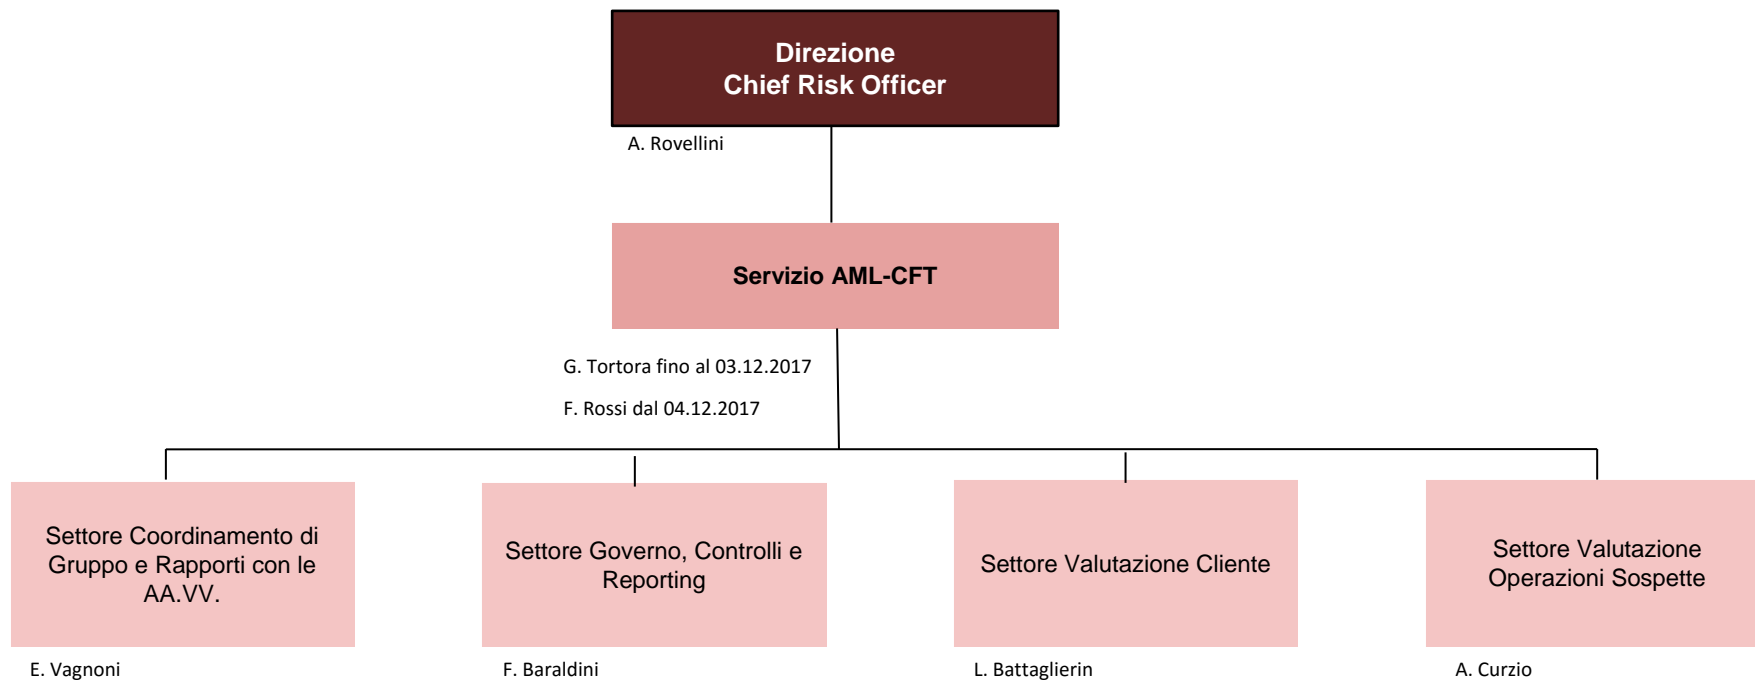 Direzione
Chief Risk Officer
A. Rovellini
Servizio AML-CFT
G. Tortora fino al 03.12.2017
F. Rossi dal 04.12.2017
Settore Coordinamento di
Gruppo e Rapporti con le
AA.VV.
E. Vagnoni
Settore Governo, Controlli e
Reporting
F. Baraldini
Settore Valutazione Cliente
L. Battaglierin
Settore Valutazione
Operazioni Sospette
A. Curzio